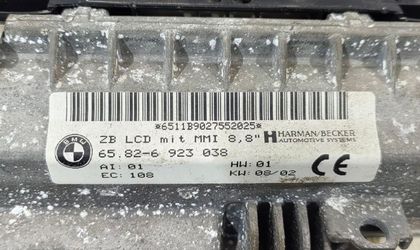 *6511B9027552025*
BMW
ZB LCD mit MMI 8,8" H HARMAN/BECKER
AUTOMOTIVE SYSTEMS
65.82-6 923 038
AI: 01 HW: 01
EC: 108 KW: 08/02 CE